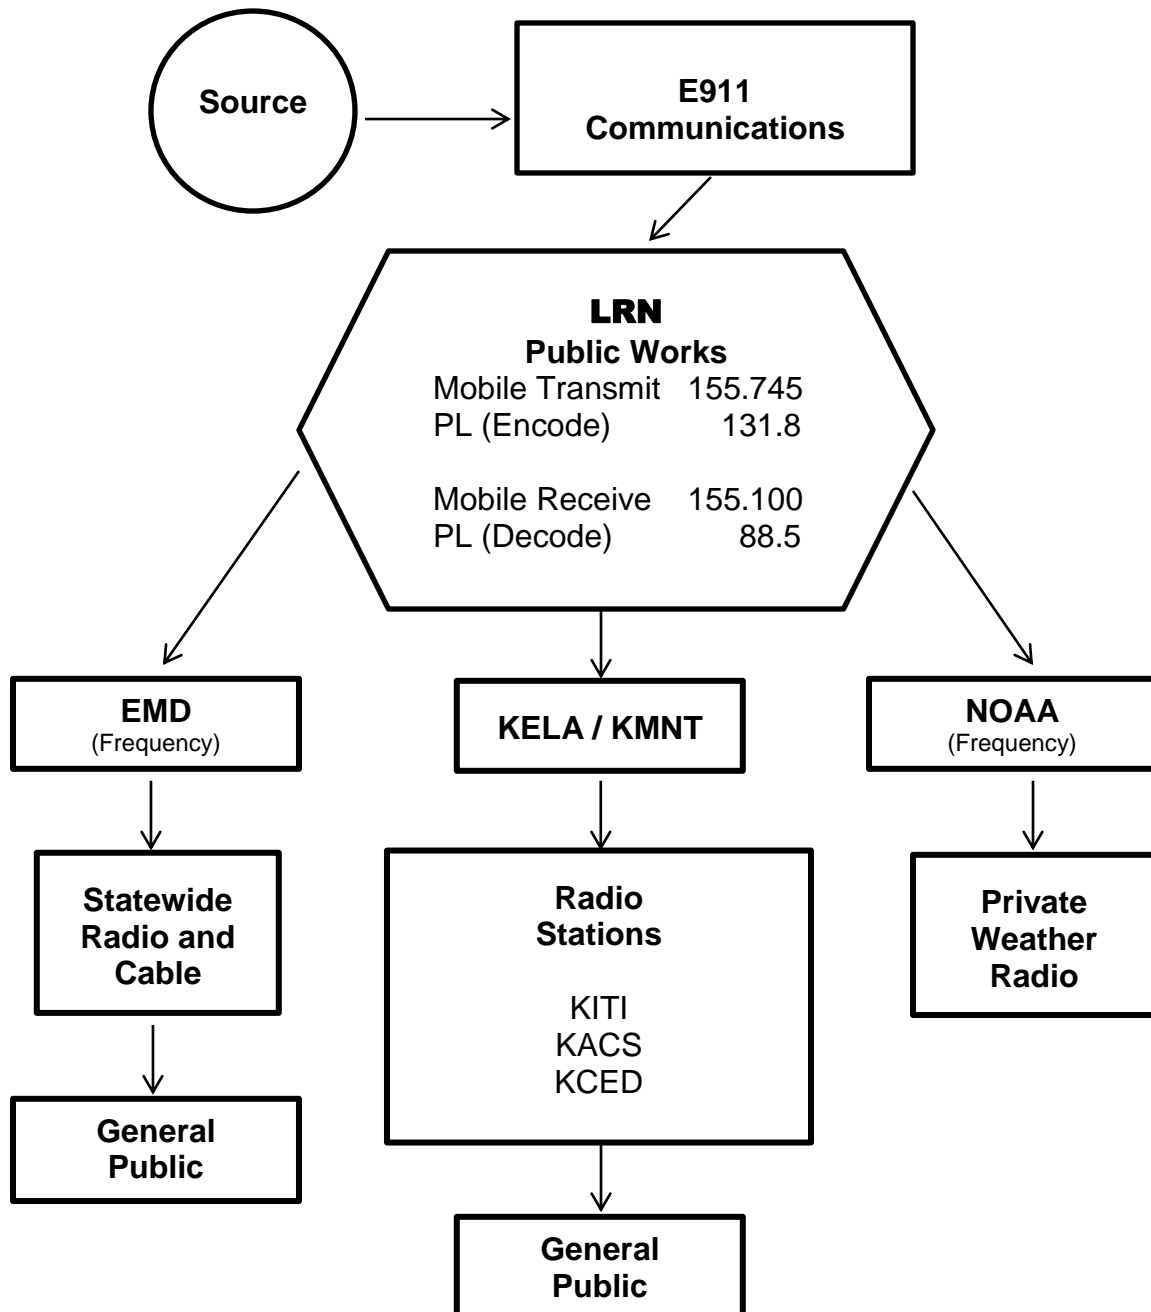 Source
E911
Communications
LRN
Public Works
Mobile Transmit 155.745
PL (Encode) 131.8
Mobile Receive 155.100
PL (Decode) 88.5
EMD
(Frequency)
KELA / KMNT
NOAA
(Frequency)
Statewide
Radio and
Cable
Radio
Stations
KITI
KACS
KCED
Private
Weather
Radio
General
Public
General
Public